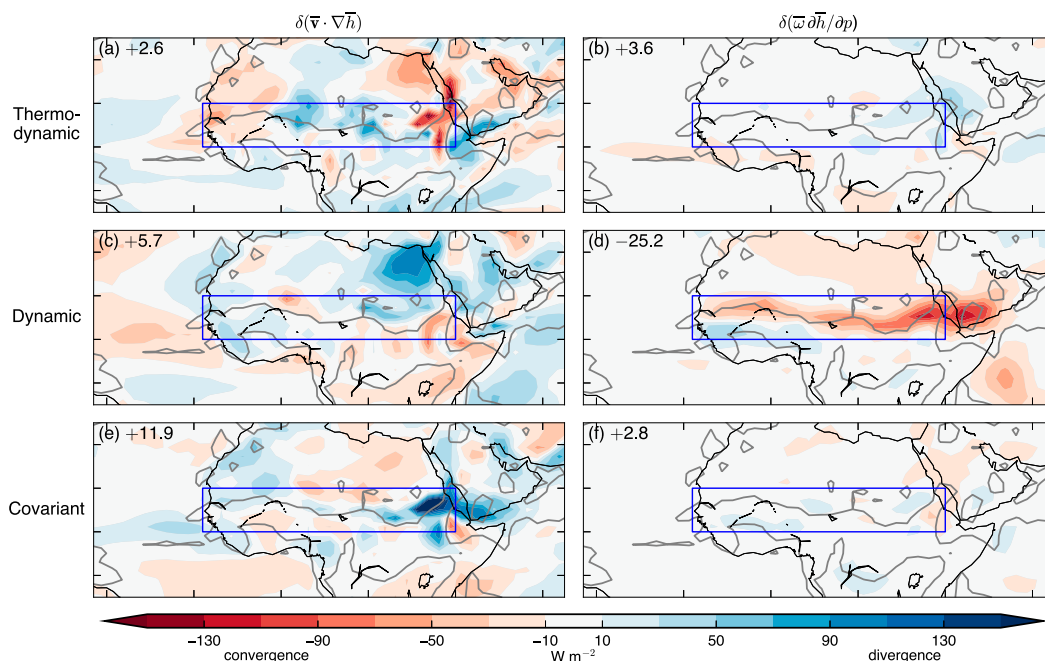 δ(v̅ · ∇h̅)
δ(ω̅ ∂h̅/∂p)
(a) +2.6
(b) +3.6
Thermo-
dynamic
(c) +5.7
(d) −25.2
Dynamic
(e) +11.9
(f) +2.8
Covariant
−130 −90 −50 −10 10 50 90 130
convergence W m⁻² divergence